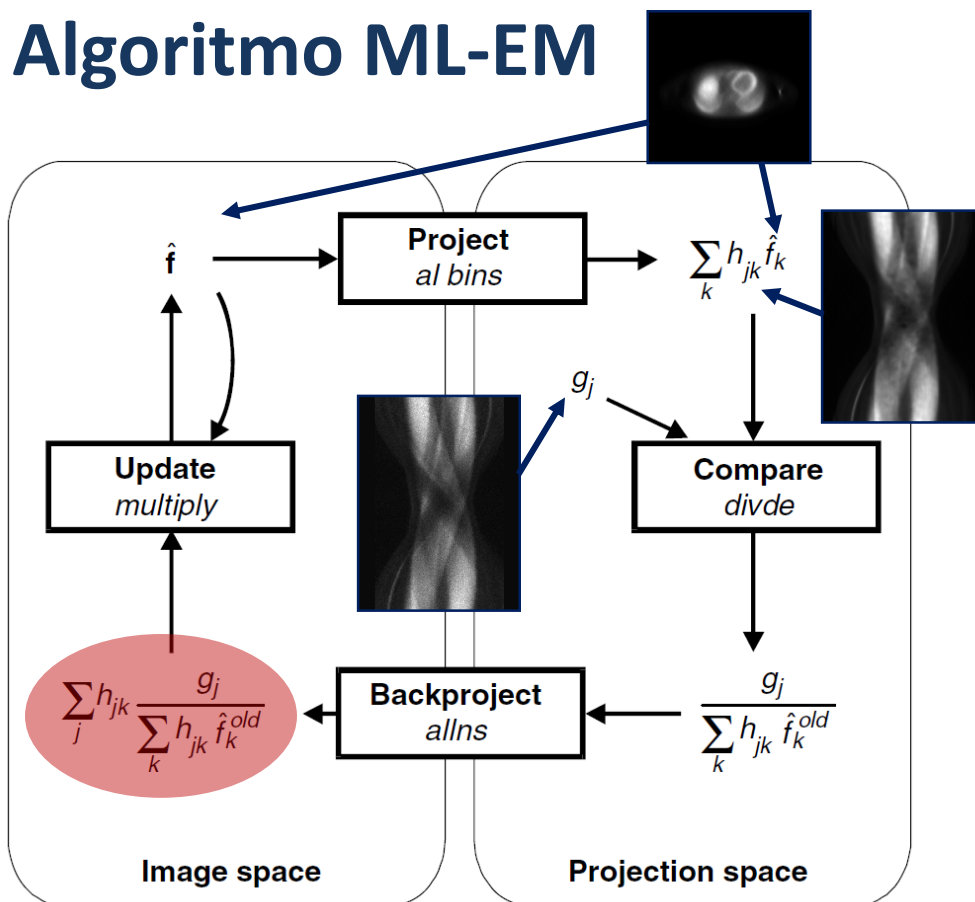 Algoritmo ML-EM
f̂
Project
al bins
∑_k h_jk f̂_k
g_j
Update
multiply
Compare
divde
∑_j h_jk g_j / ∑_k h_jk f̂_k^old
Backproject
allns
g_j / ∑_k h_jk f̂_k^old
Image space
Projection space